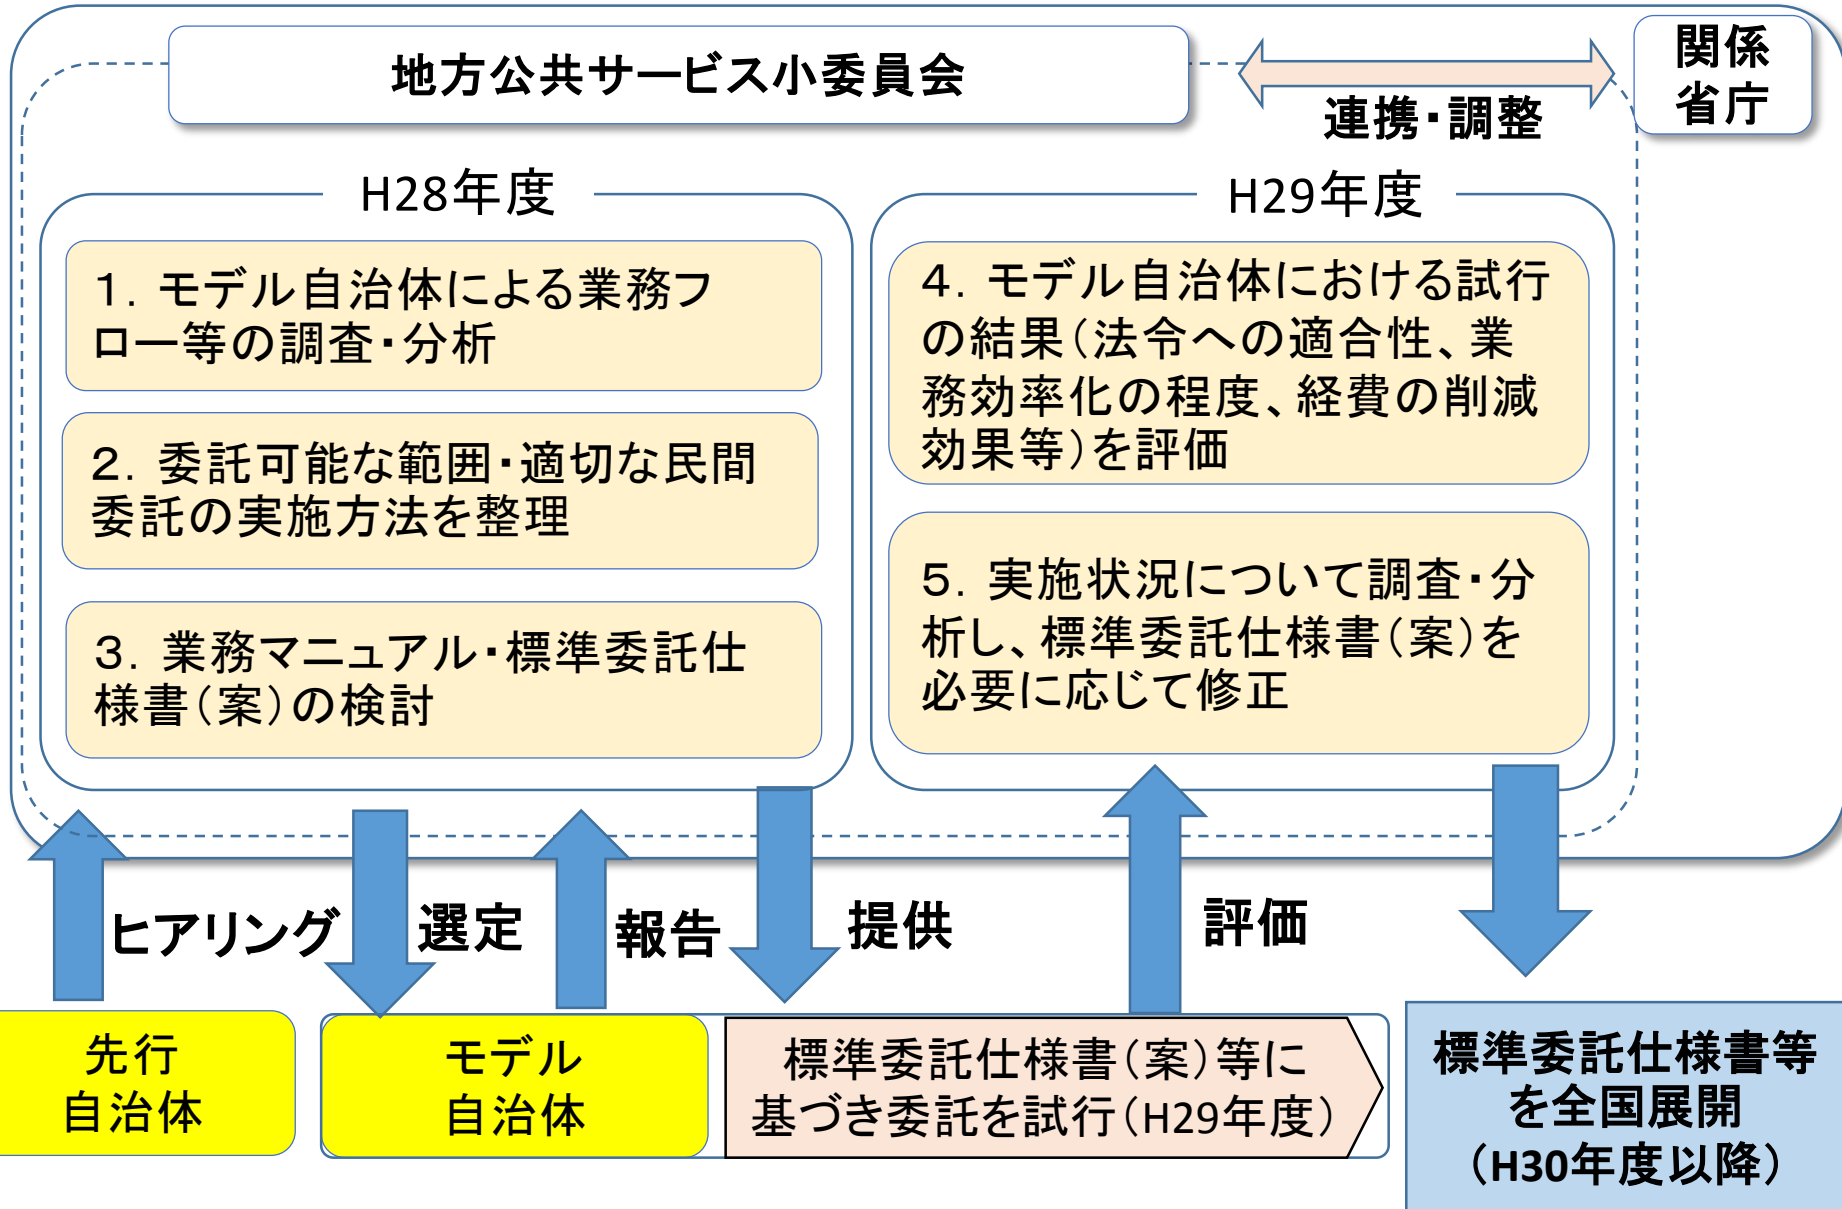 地方公共サービス小委員会
関係
省庁
連携・調整
H28年度
1．モデル自治体による業務フ
ロー等の調査・分析
2．委託可能な範囲・適切な民間
委託の実施方法を整理
3．業務マニュアル・標準委託仕
様書（案）の検討
H29年度
4．モデル自治体における試行
の結果（法令への適合性、業
務効率化の程度、経費の削減
効果等）を評価
5．実施状況について調査・分
析し、標準委託仕様書（案）を
必要に応じて修正
ヒアリング
選定
報告
提供
評価
先行
自治体
モデル
自治体
標準委託仕様書（案）等に
基づき委託を試行（H29年度）
標準委託仕様書等
を全国展開
（H30年度以降）